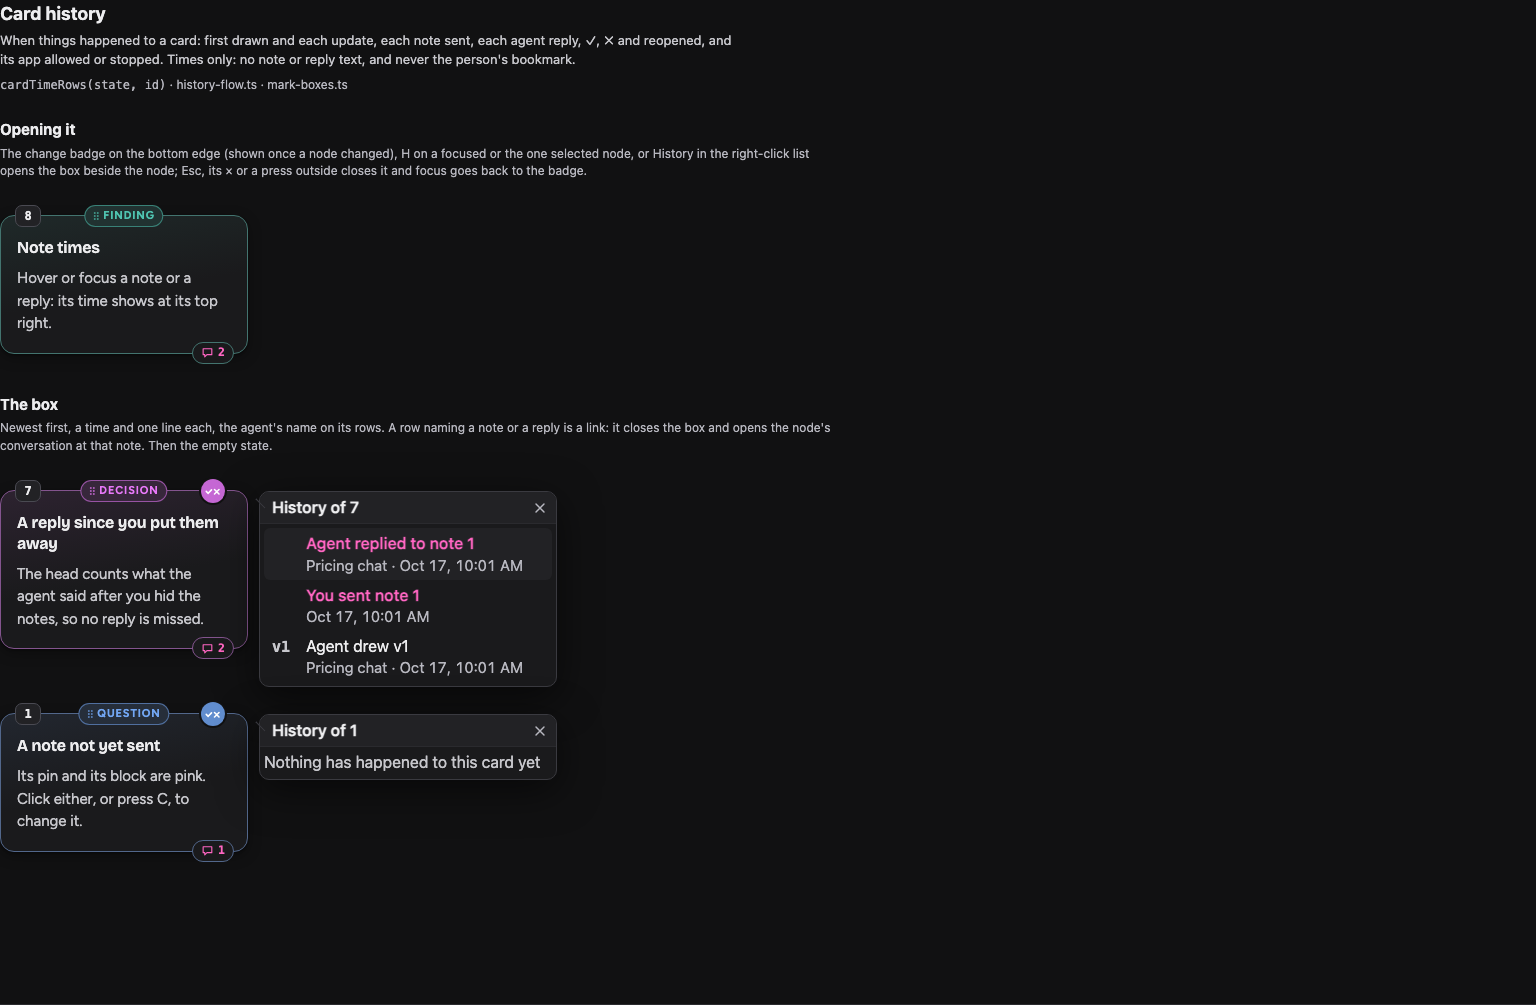 Card history
When things happened to a card: first drawn and each update, each note sent, each agent reply, ✓, ✕ and reopened, and
its app allowed or stopped. Times only: no note or reply text, and never the person's bookmark.
cardTimeRows(state, id) · history-flow.ts · mark-boxes.ts
Opening it
The change badge on the bottom edge (shown once a node changed), H on a focused or the one selected node, or History in the right-click list
opens the box beside the node; Esc, its × or a press outside closes it and focus goes back to the badge.
8
FINDING
Note times
Hover or focus a note or a
reply: its time shows at its top
right.
2
The box
Newest first, a time and one line each, the agent's name on its rows. A row naming a note or a reply is a link: it closes the box and opens the node's
conversation at that note. Then the empty state.
7
DECISION
A reply since you put them
away
The head counts what the
agent said after you hid the
notes, so no reply is missed.
2
History of 7
Agent replied to note 1
Pricing chat · Oct 17, 10:01 AM
You sent note 1
Oct 17, 10:01 AM
v1 Agent drew v1
Pricing chat · Oct 17, 10:01 AM
1
QUESTION
A note not yet sent
Its pin and its block are pink.
Click either, or press C, to
change it.
1
History of 1
Nothing has happened to this card yet